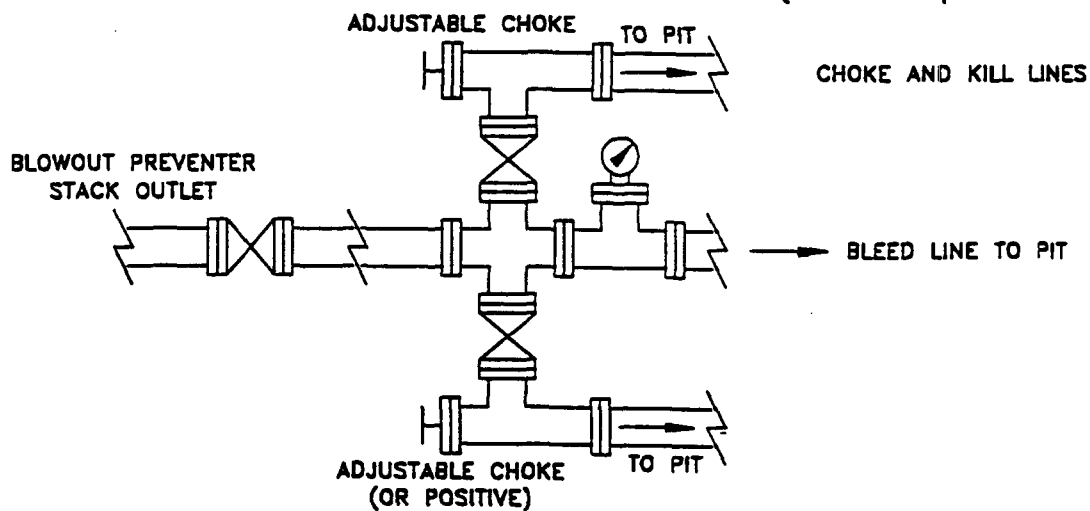 ADJUSTABLE CHOKE
TO PIT
CHOKE AND KILL LINES
BLOWOUT PREVENTER
STACK OUTLET
BLEED LINE TO PIT
ADJUSTABLE CHOKE
(OR POSITIVE)
TO PIT